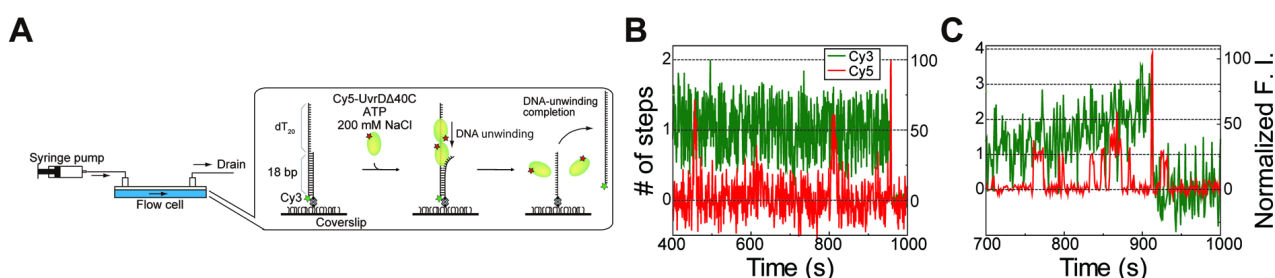 A
Syringe pump
Drain
Flow cell
dT20
18 bp
Cy3
Cy5-UvrDΔ40C
ATP
200 mM NaCl
DNA unwinding
DNA-unwinding
completion
Coverslip
B
# of steps
2
1
0
100
50
0
Cy3
Cy5
400
600
800
1000
Time (s)
C
4
3
2
1
0
100
50
0
700
800
900
1000
Time (s)
Normalized F. I.